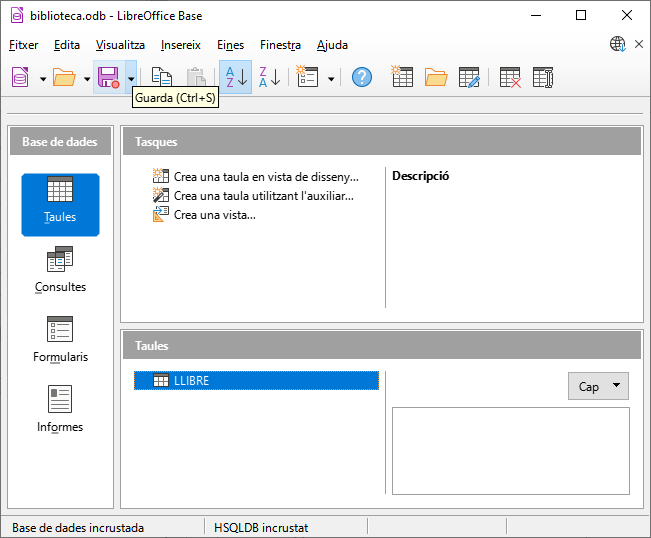 biblioteca.odb - LibreOffice Base
Fitxer Edita Visualitza Insereix Eines Finestra Ajuda
A Z
Z A
Guarda (Ctrl+S)
Base de dades
Taules
Consultes
Formularis
Informes
Tasques
Crea una taula en vista de disseny...
Crea una taula utilitzant l'auxiliar...
Crea una vista...
Descripció
Taules
LLIBRE
Cap
Base de dades incrustada
HSQLDB incrustat